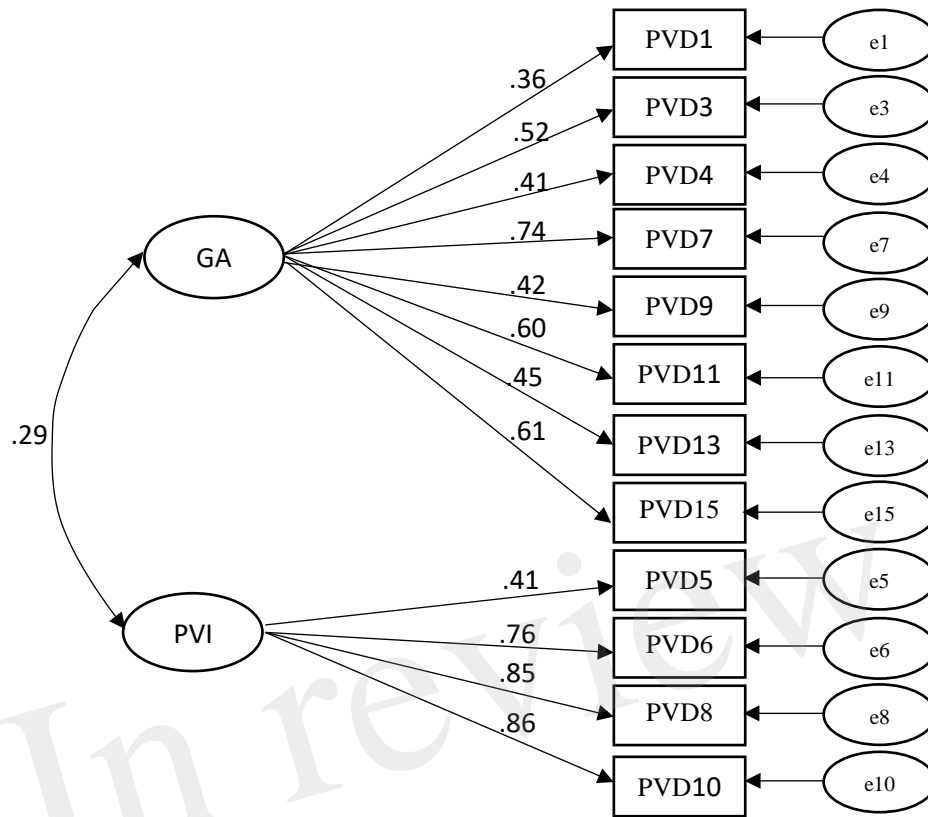 PVD1
e1
.36
PVD3
e3
.52
PVD4
e4
.41
GA
.74
PVD7
e7
.42
PVD9
e9
.60
PVD11
e11
.45
PVD13
e13
.29
.61
PVD15
e15
.41
PVD5
e5
PVI
.76
PVD6
e6
.85
PVD8
e8
.86
PVD10
e10
In review